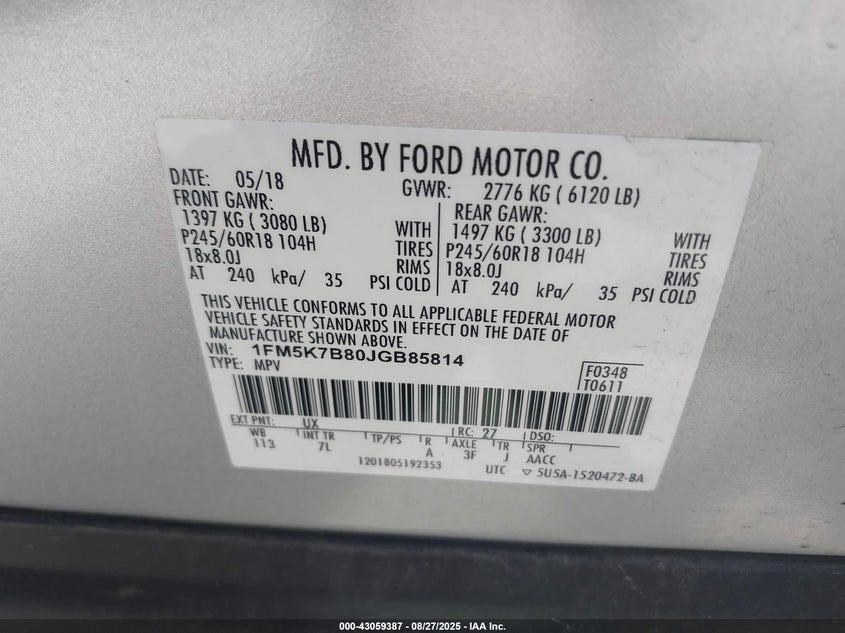 MFD. BY FORD MOTOR CO.
DATE: 05/18 GVWR: 2776 KG ( 6120 LB)
FRONT GAWR: REAR GAWR:
1397 KG ( 3080 LB) WITH 1497 KG ( 3300 LB) WITH
P245/60R18 104H TIRES P245/60R18 104H TIRES
18x8.0J RIMS 18x8.0J RIMS
AT 240 kPa/ 35 PSI COLD AT 240 kPa/ 35 PSI COLD
THIS VEHICLE CONFORMS TO ALL APPLICABLE FEDERAL MOTOR
VEHICLE SAFETY STANDARDS IN EFFECT ON THE DATE OF
MANUFACTURE SHOWN ABOVE.
VIN: 1FM5K7B80JGB85814
TYPE: MPV
F0348
T0611
EXT PNT: UX RC: 27 DSO:
WB INT TR TP/PS R AXLE TR SPR
113 7L A 3F J AACC
1201805192353 UTC ▽ 5U5A-1520472-BA
000-43059387 - 08/27/2025 - IAA Inc.